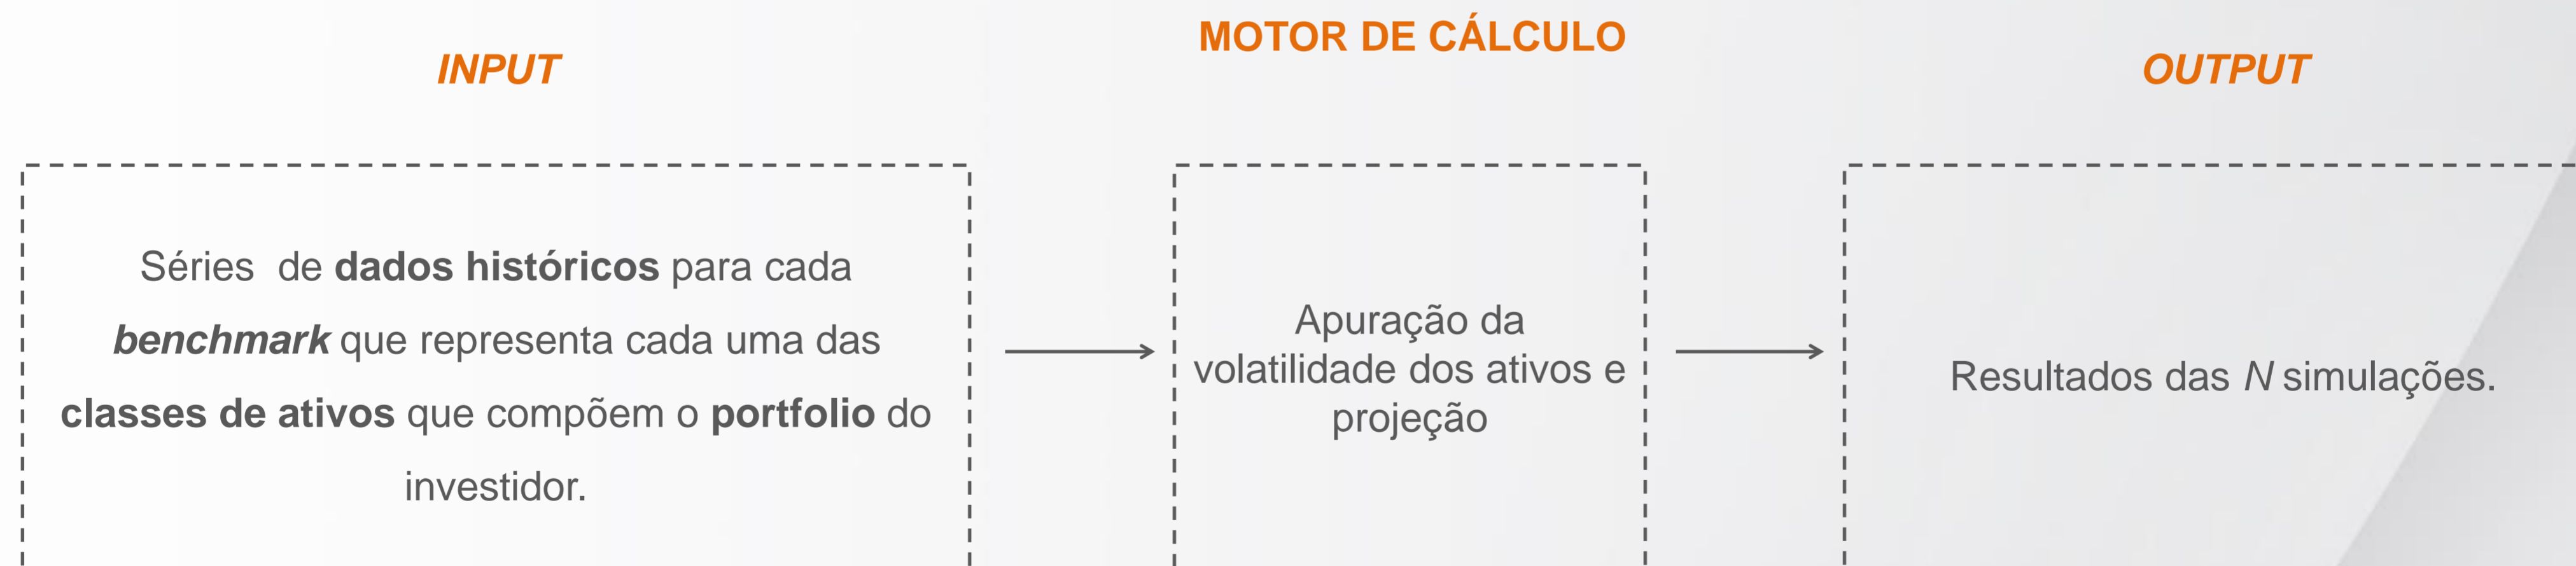 INPUT
Séries de dados históricos para cada
benchmark que representa cada uma das
classes de ativos que compõem o portfolio do
investidor.
MOTOR DE CÁLCULO
Apuração da
volatilidade dos ativos e
projeção
OUTPUT
Resultados das N simulações.